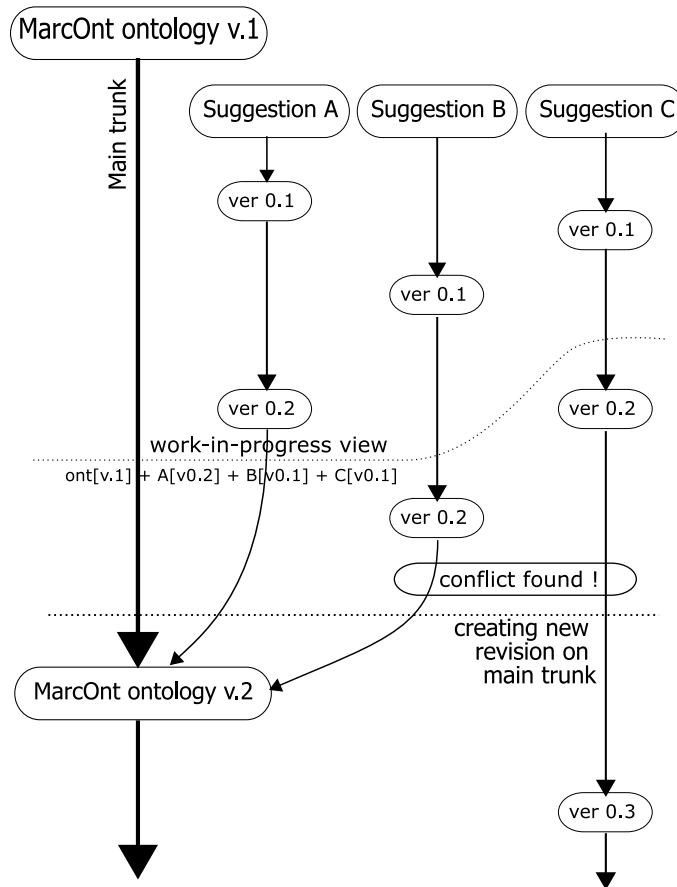 MarcOnt ontology v.1
Main trunk
Suggestion A
Suggestion B
Suggestion C
ver 0.1
ver 0.1
ver 0.1
ver 0.2
ver 0.2
work-in-progress view
ont[v.1] + A[v0.2] + B[v0.1] + C[v0.1]
ver 0.2
conflict found !
creating new
revision on
main trunk
MarcOnt ontology v.2
ver 0.3